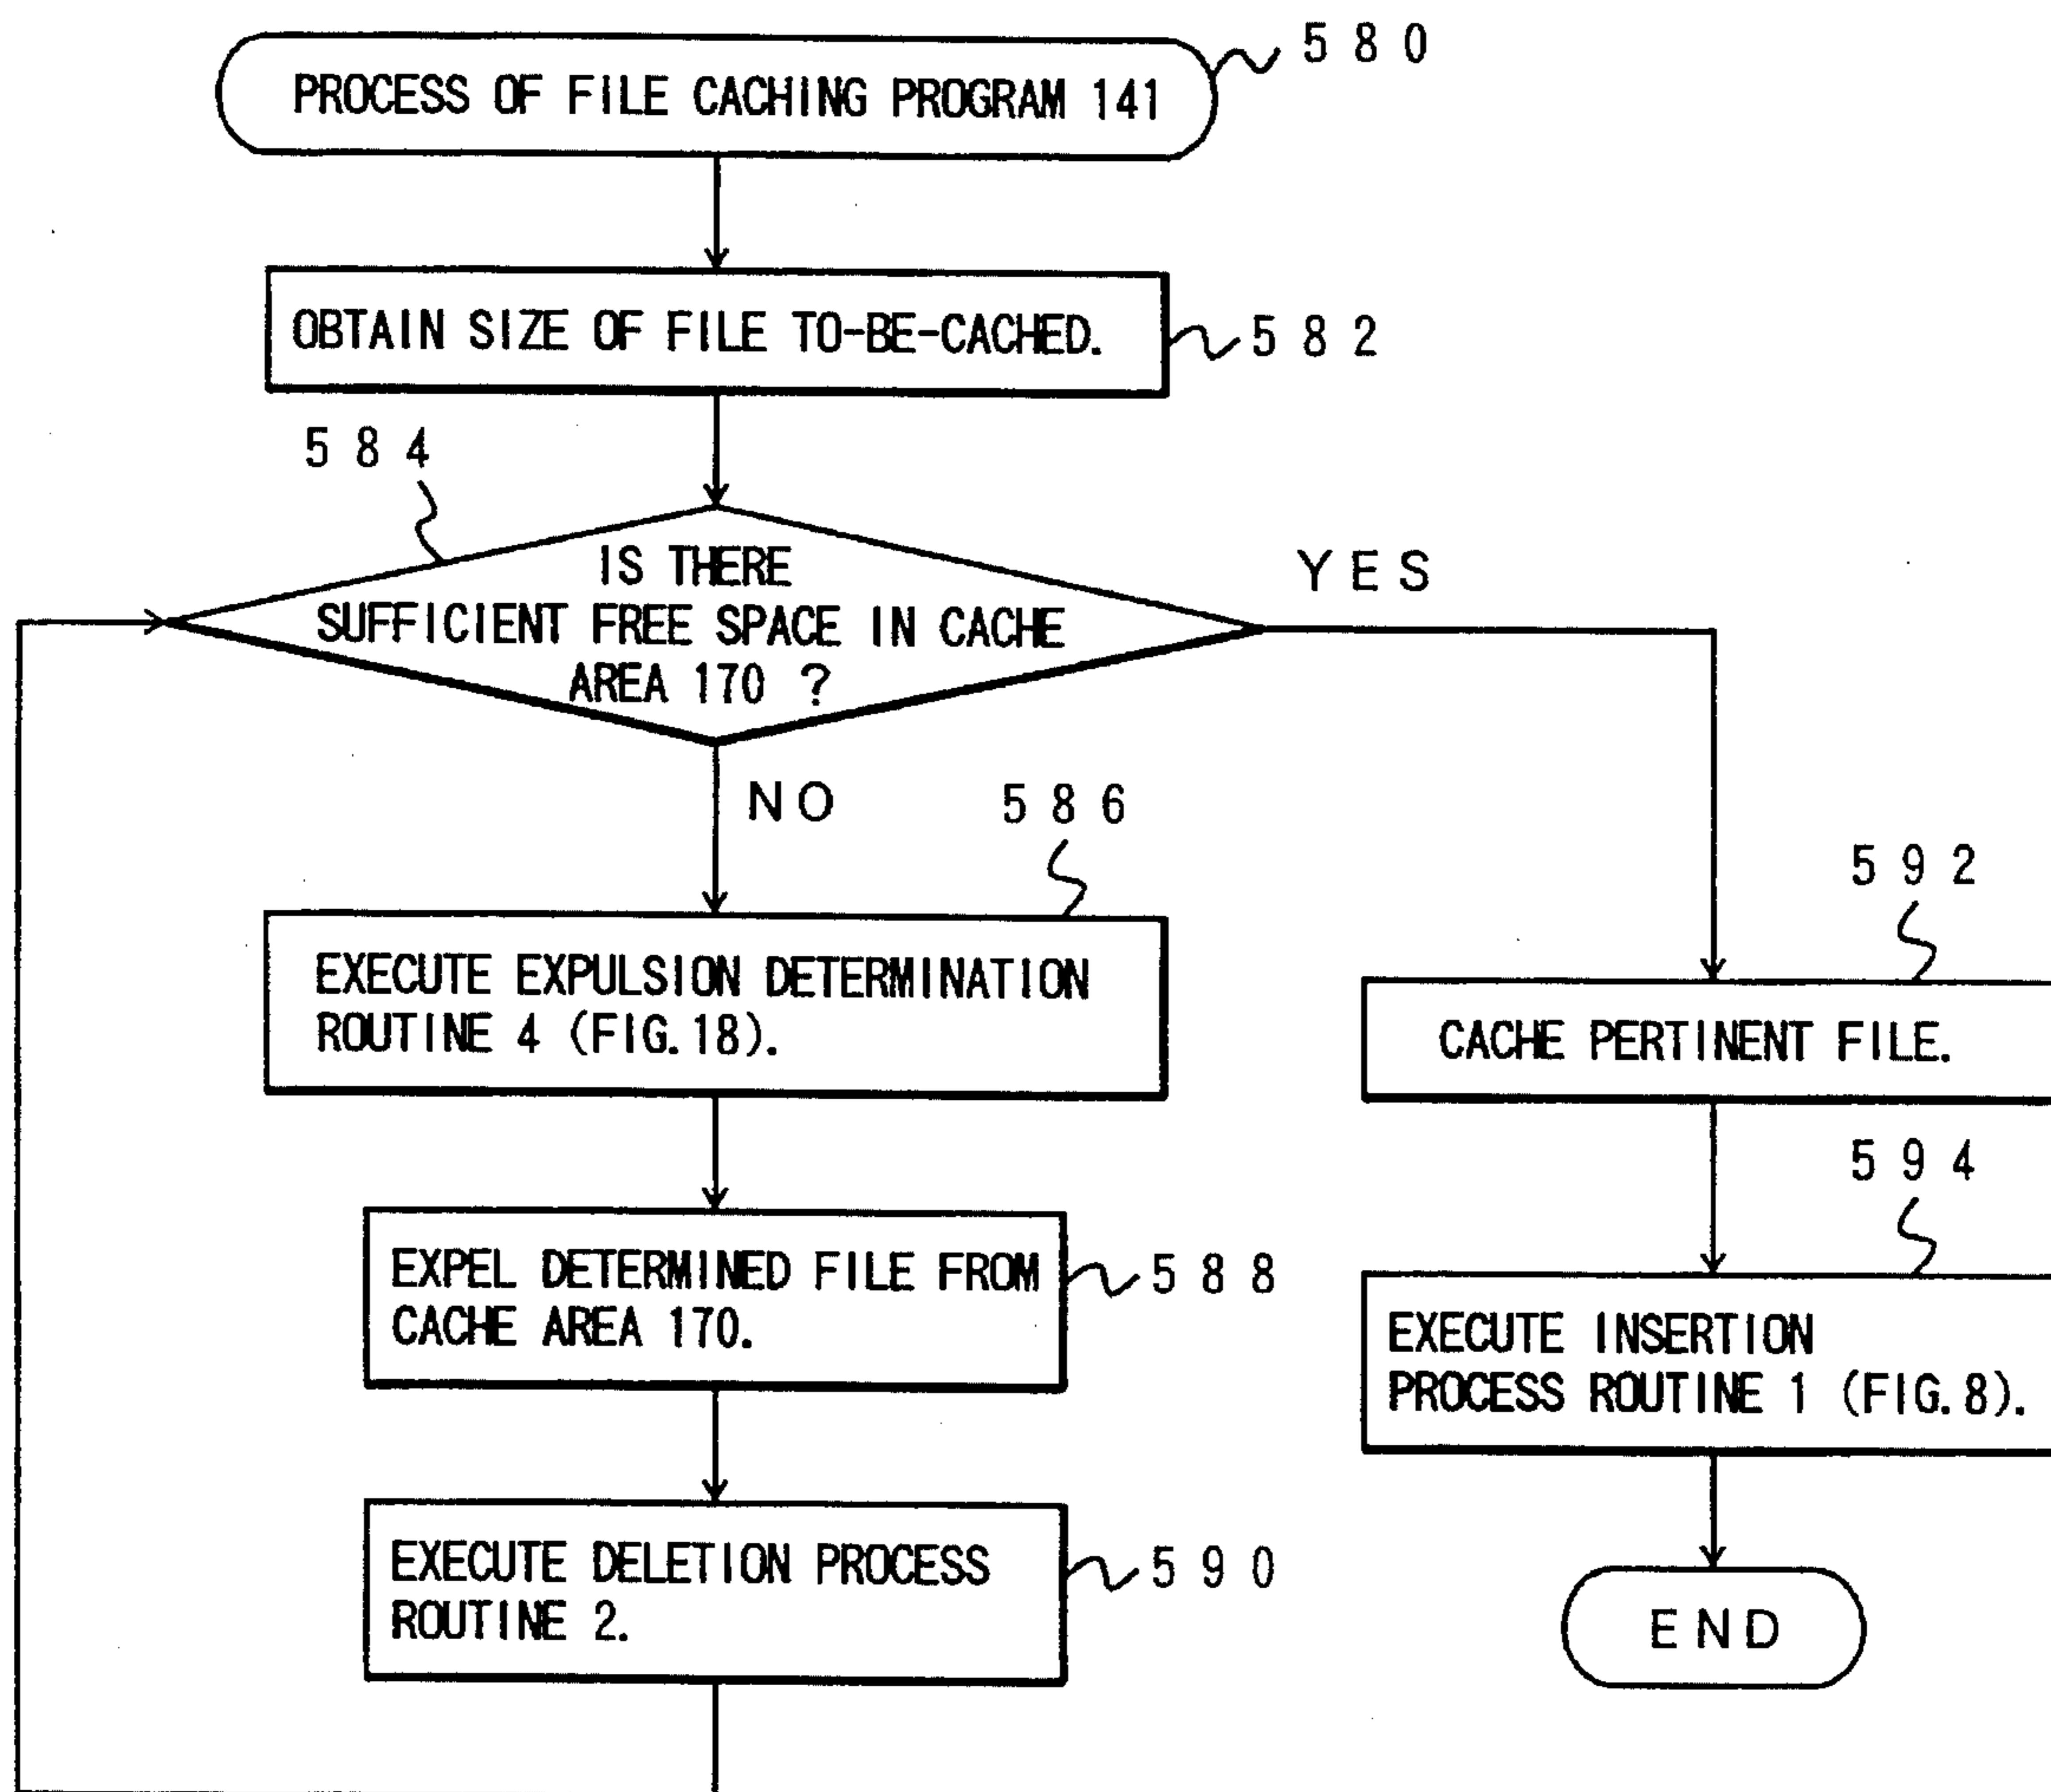 580
PROCESS OF FILE CACHING PROGRAM 141
OBTAIN SIZE OF FILE TO-BE-CACHED.
582
584
IS THERE
SUFFICIENT FREE SPACE IN CACHE
AREA 170 ?
YES
NO
586
EXECUTE EXPULSION DETERMINATION
ROUTINE 4 (FIG.18).
EXPEL DETERMINED FILE FROM
CACHE AREA 170.
588
EXECUTE DELETION PROCESS
ROUTINE 2.
590
592
CACHE PERTINENT FILE.
594
EXECUTE INSERTION
PROCESS ROUTINE 1 (FIG.8).
END